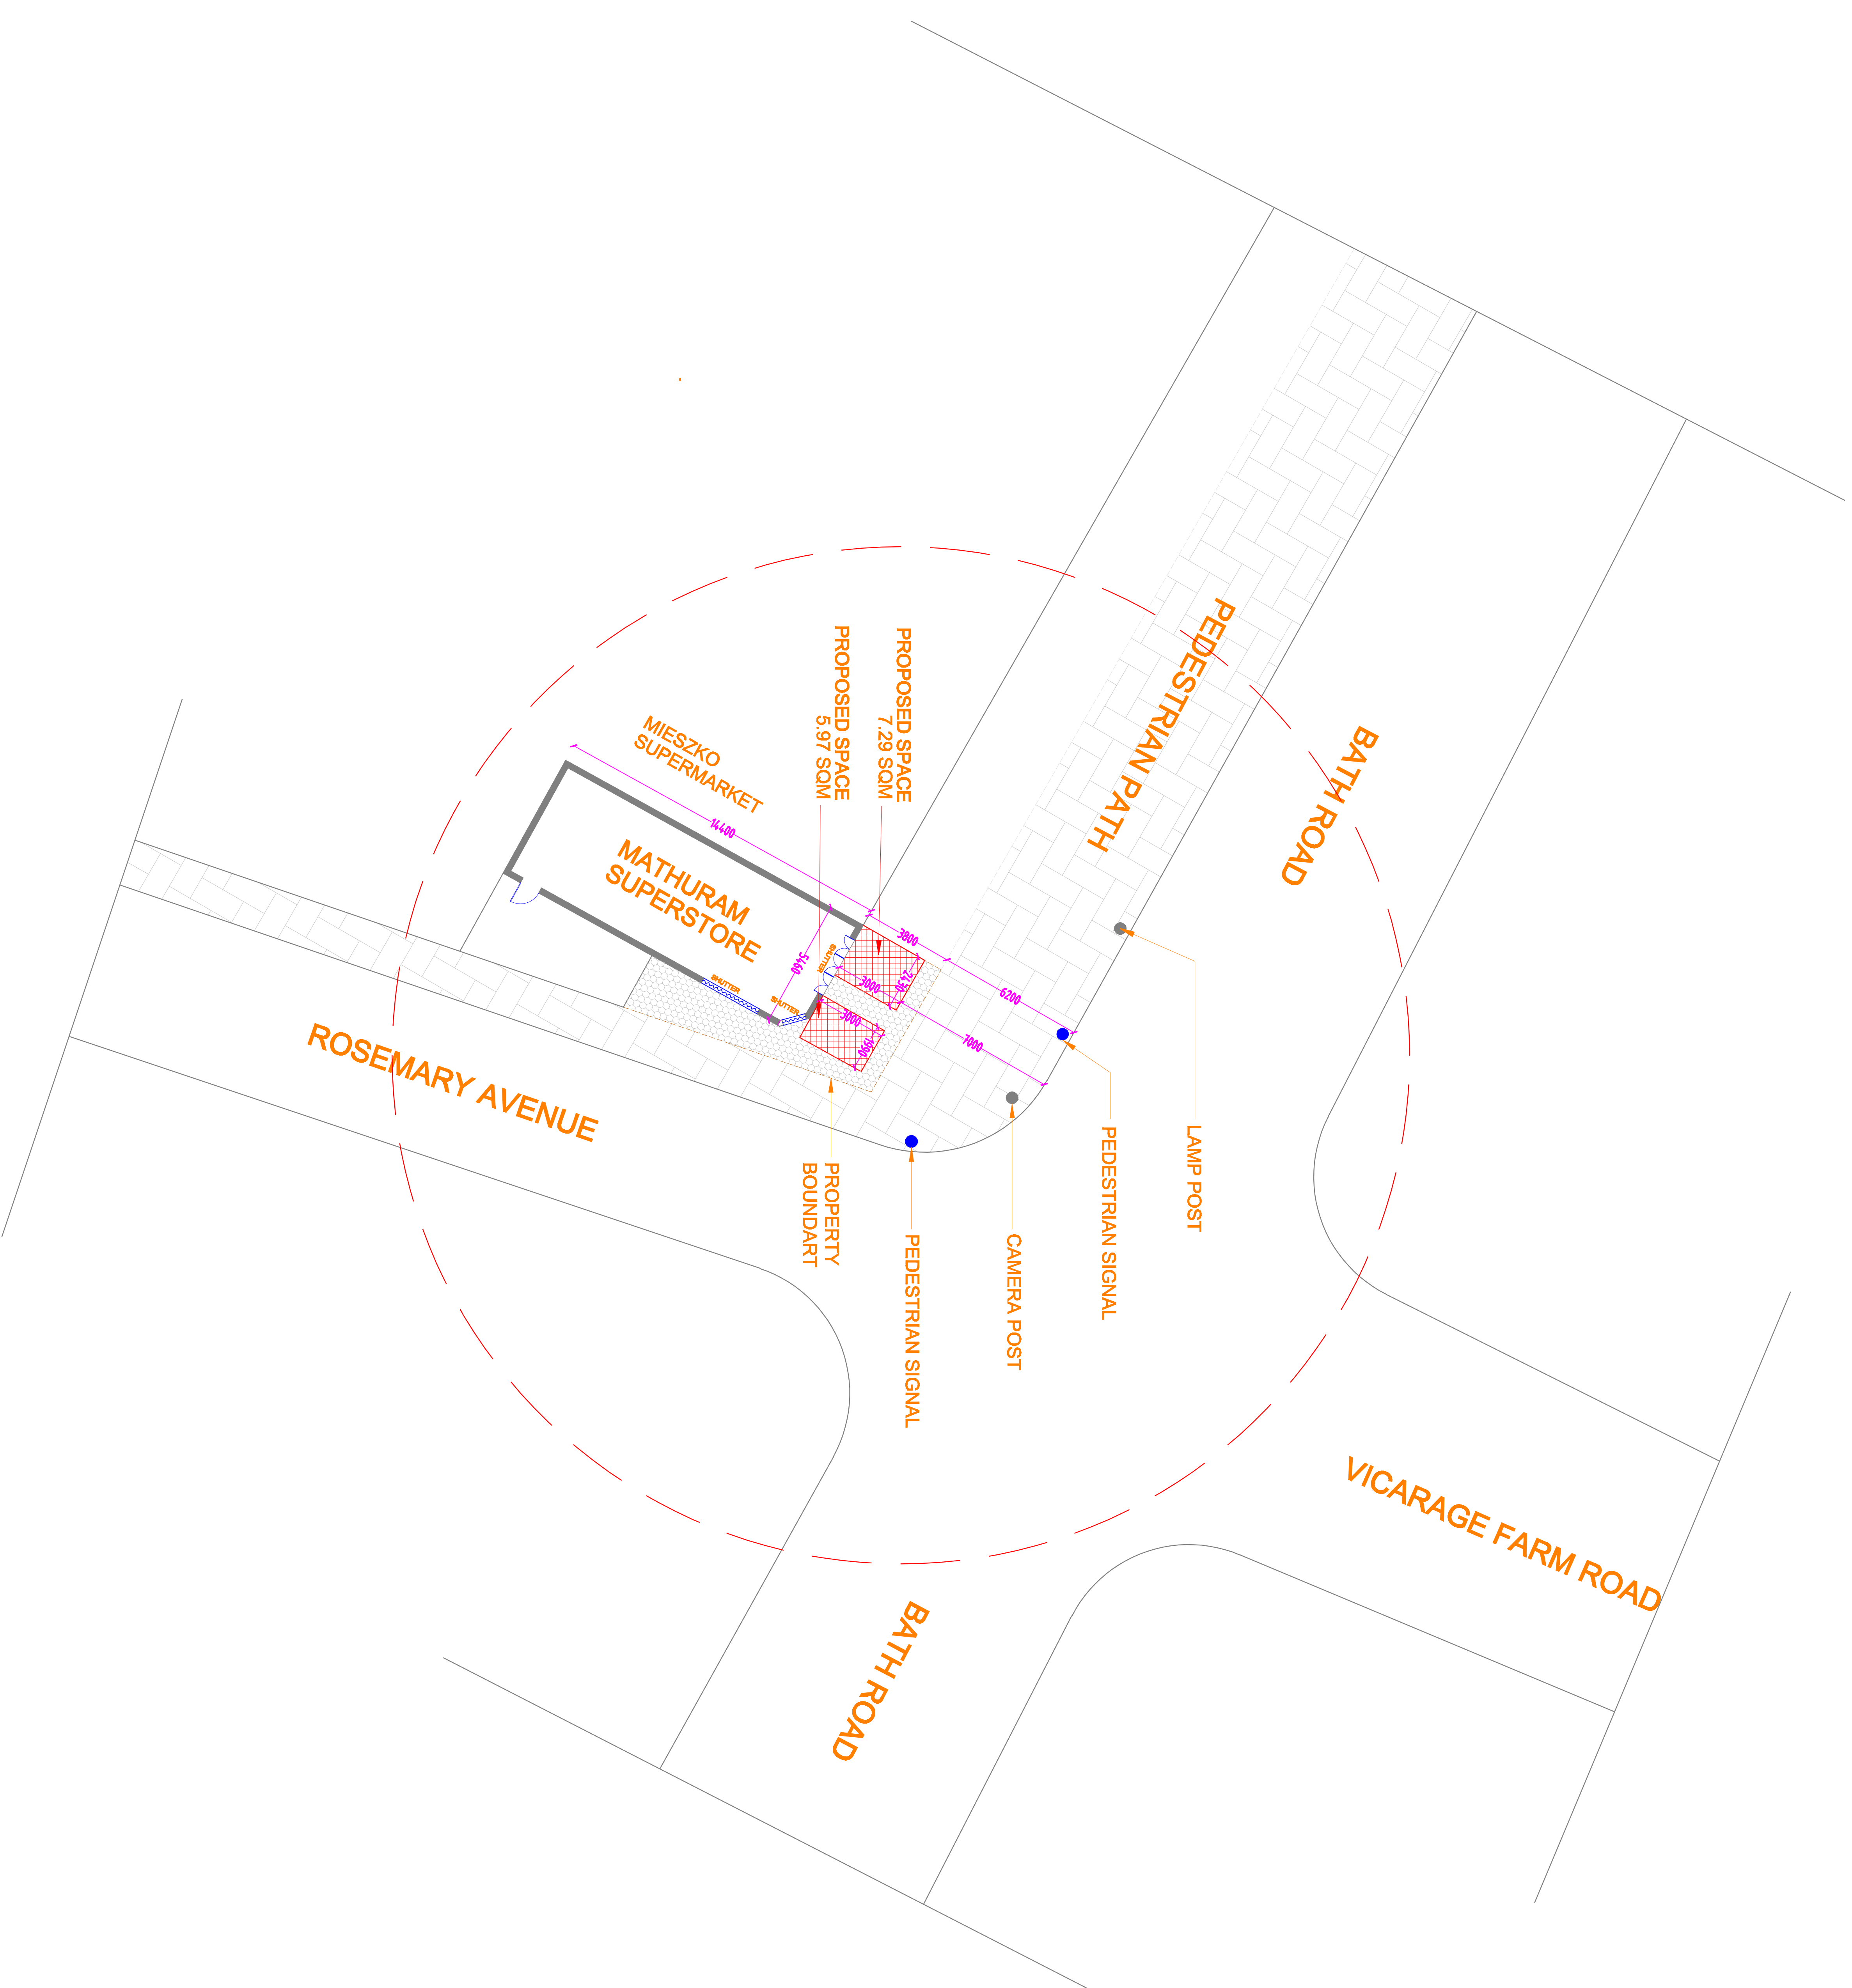 PEDESTRIAN PATH
BATH ROAD
PROPOSED SPACE
7.29 SQM
PROPOSED SPACE
5.97 SQM
MIESZKO
SUPERMARKET
14400
MATHURAM
SUPERSTORE
5460
SHUTTER
SHUTTER
SHUTTER
3800
6200
3000
2430
3000
1990
7000
ROSEMARY AVENUE
PROPERTY
BOUNDART
PEDESTRIAN SIGNAL
CAMERA POST
PEDESTRIAN SIGNAL
LAMP POST
VICARAGE FARM ROAD
BATH ROAD